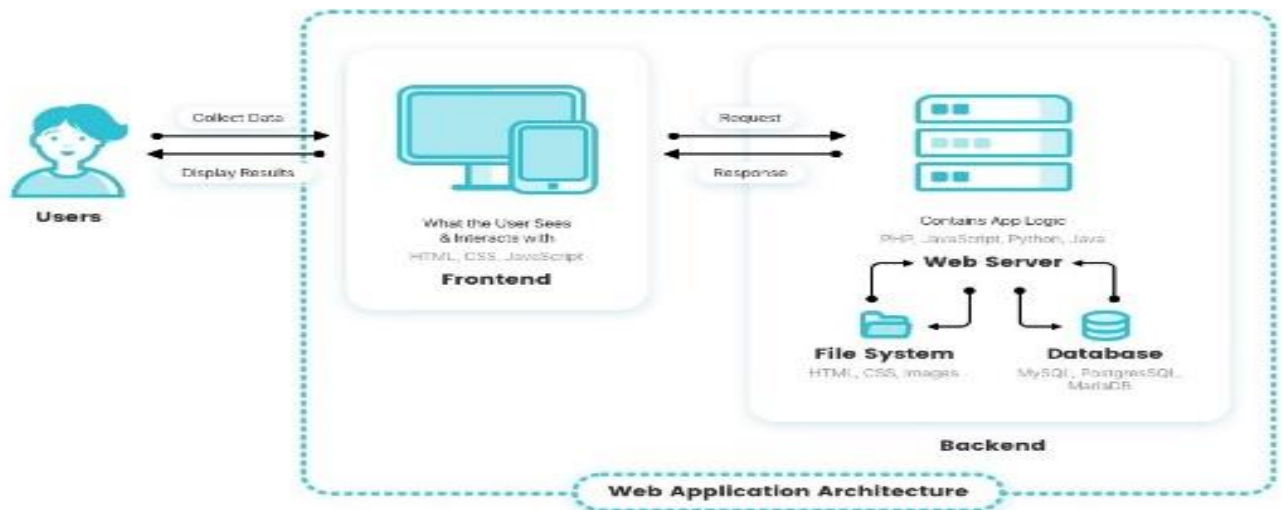 Collect Data
Display Results
Users
What the User Sees
& Interacts with
HTML, CSS, JavaScript
Frontend
Request
Response
Contains App Logic
PHP, JavaScript, Python, Java
Web Server
File System
HTML, CSS, Images
Database
MySQL, PostgresSQL,
MariaDB
Backend
Web Application Architecture